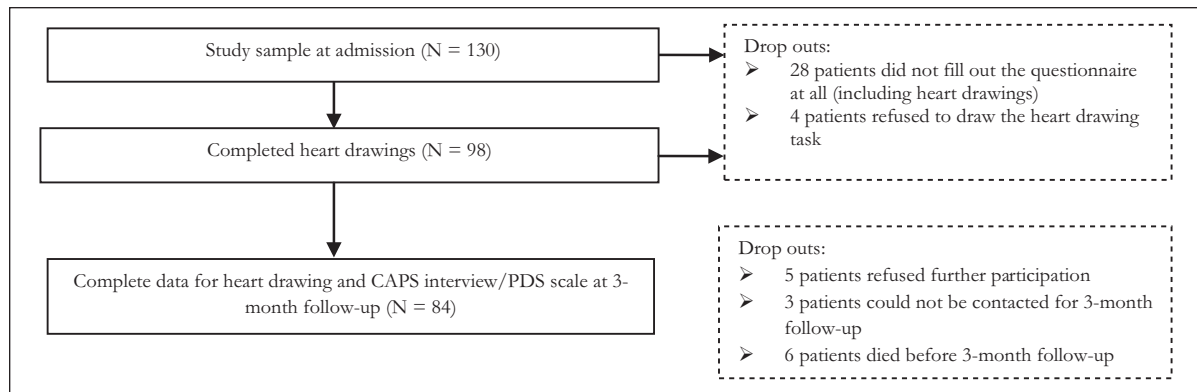 Study sample at admission (N = 130)
Drop outs:
➢ 28 patients did not fill out the questionnaire
at all (including heart drawings)
➢ 4 patients refused to draw the heart drawing
task
Completed heart drawings (N = 98)
Complete data for heart drawing and CAPS interview/PDS scale at 3-
month follow-up (N = 84)
Drop outs:
➢ 5 patients refused further participation
➢ 3 patients could not be contacted for 3-month
follow-up
➢ 6 patients died before 3-month follow-up